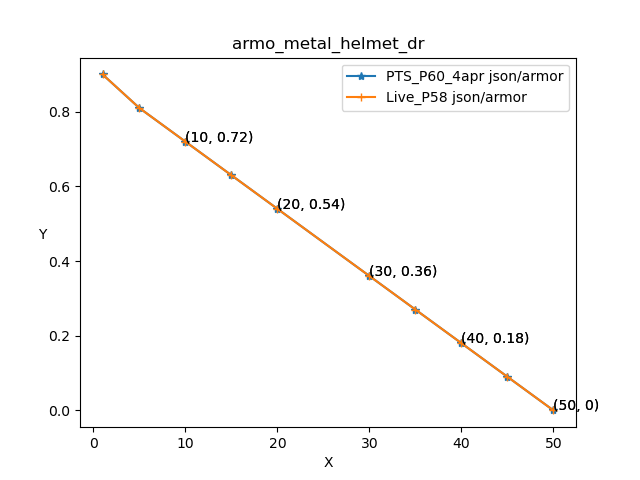 armo_metal_helmet_dr
PTS_P60_4apr json/armor
Live_P58 json/armor
0.8
(10, 0.72)
0.6
(20, 0.54)
Y
0.4
(30, 0.36)
0.2
(40, 0.18)
0.0
(50, 0)
0 10 20 30 40 50
X